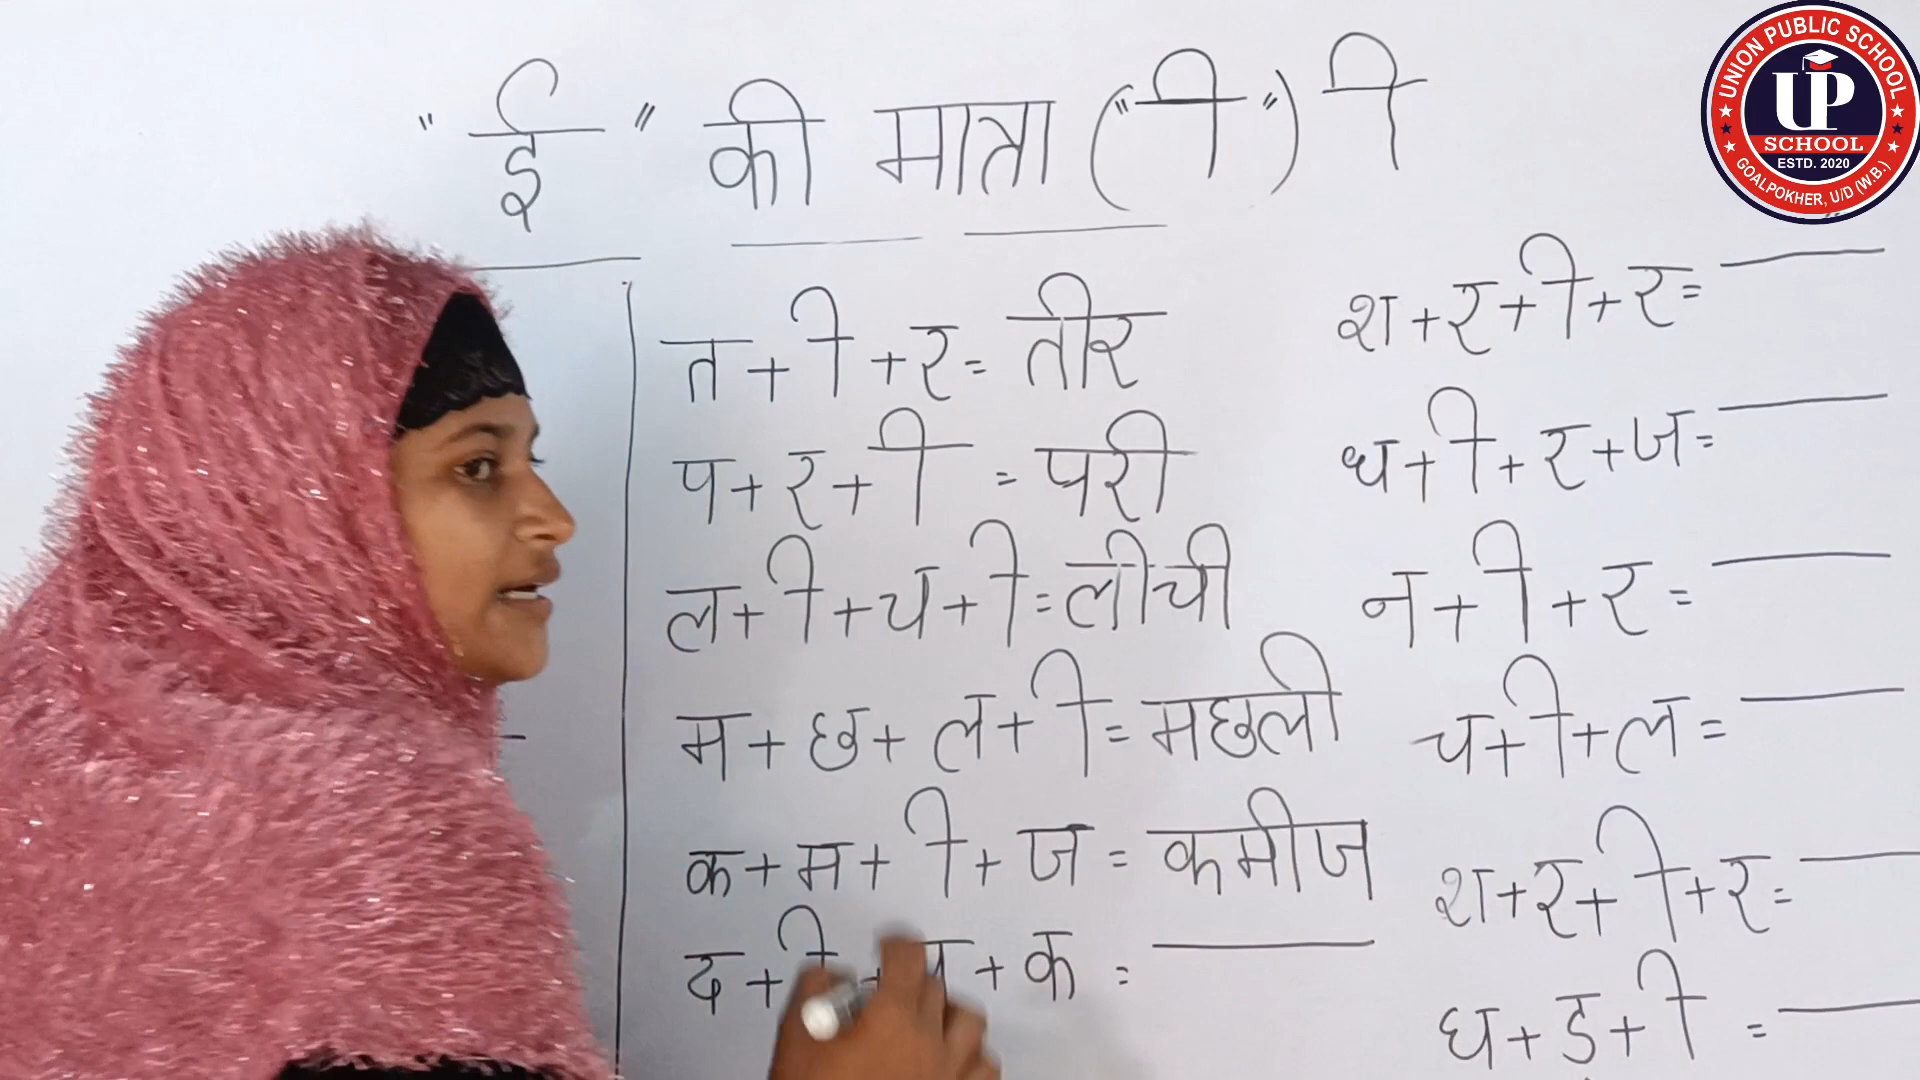 "ई" की मात्रा ("ी") ी
त + ी + र = तीर
प + र + ी = परी
ल + ी + च + ी = लीची
म + छ + ल + ी = मछली
क + म + ी + ज = कमीज
द + ी + प + क =
श + र + ी + र =
ध + ी + र + ज =
न + ी + र =
च + ी + ल =
श + र + ी + र =
घ + ड़ + ी =
UNION PUBLIC SCHOOL
UP
SCHOOL
ESTD. 2020
GOALPOKHER, U/D (W.B.)